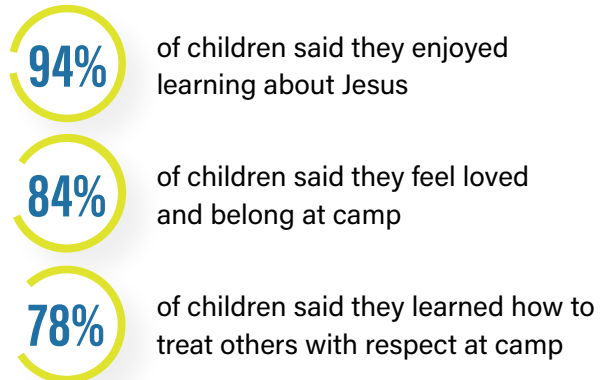 94%
of children said they enjoyed
learning about Jesus
84%
of children said they feel loved
and belong at camp
78%
of children said they learned how to
treat others with respect at camp